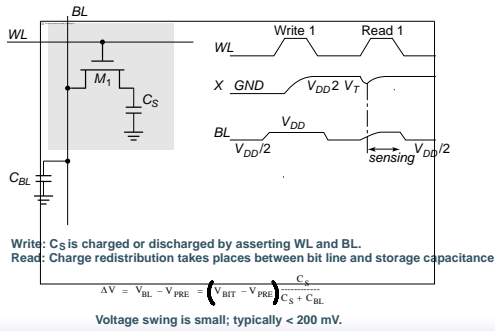 BL
WL
M1
CS
CBL
Write 1 Read 1
WL
X GND VDD2 VT
BL VDD
VDD/2 VDD/2
sensing
Write: CS is charged or discharged by asserting WL and BL.
Read: Charge redistribution takes places between bit line and storage capacitance
ΔV = VBL – VPRE = (VBIT – VPRE) CS / CS + CBL
Voltage swing is small; typically < 200 mV.